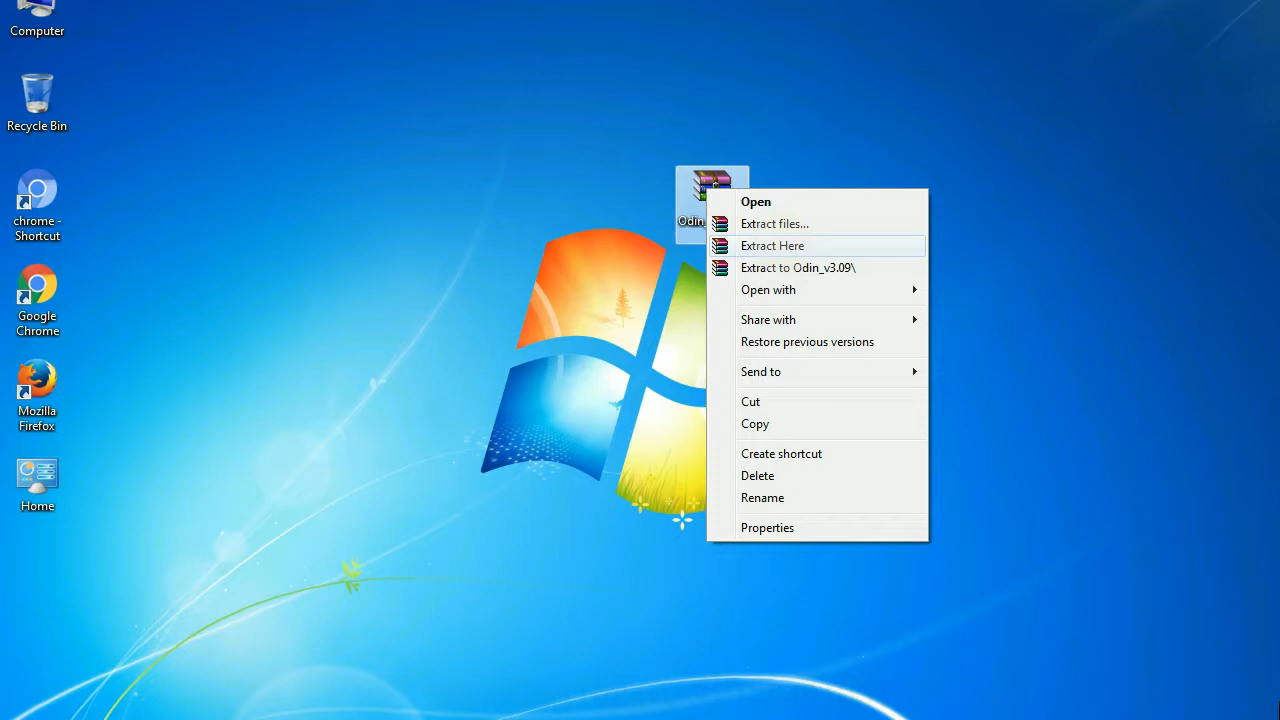 Computer
Recycle Bin
chrome -
Shortcut
Google
Chrome
Mozilla
Firefox
Home
Open
Extract files...
Extract Here
Extract to Odin_v3.09\
Open with
Share with
Restore previous versions
Send to
Cut
Copy
Create shortcut
Delete
Rename
Properties